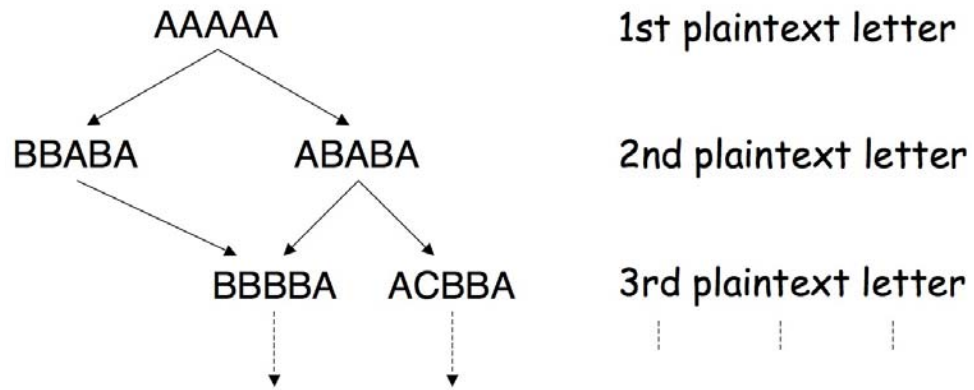 AAAAA 1st plaintext letter
BBABA ABABA 2nd plaintext letter
BBBBA ACBBA 3rd plaintext letter